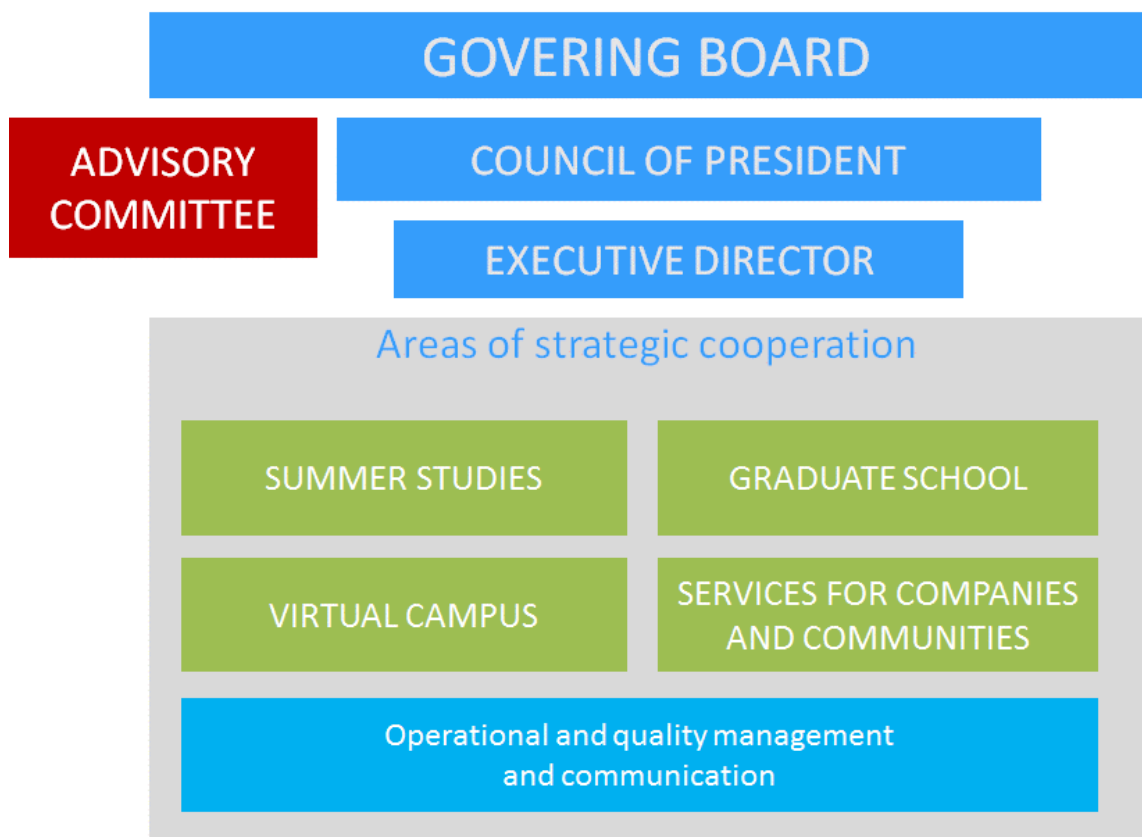 GOVERING BOARD
ADVISORY
COMMITTEE
COUNCIL OF PRESIDENT
EXECUTIVE DIRECTOR
Areas of strategic cooperation
SUMMER STUDIES
GRADUATE SCHOOL
VIRTUAL CAMPUS
SERVICES FOR COMPANIES
AND COMMUNITIES
Operational and quality management
and communication